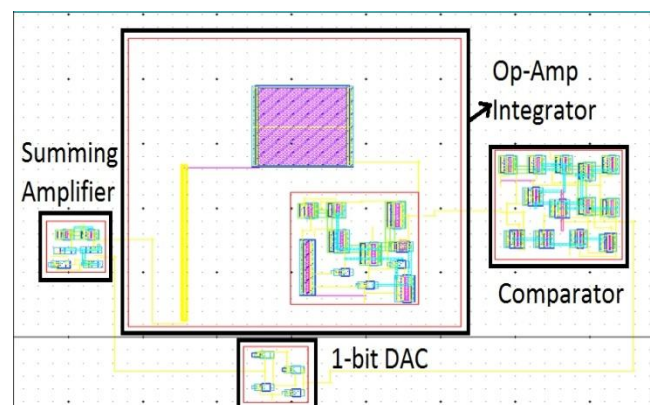 Op-Amp
Integrator
Summing
Amplifier
Comparator
1-bit DAC